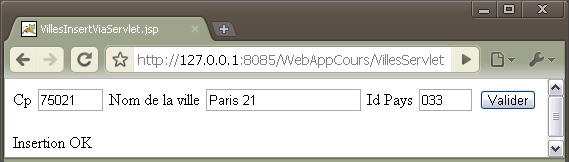 VillesInsertViaServlet.jsp
http://127.0.0.1:8085/WebAppCours/VillesServlet
Cp 75021 Nom de la ville Paris 21 Id Pays 033 Valider
Insertion OK